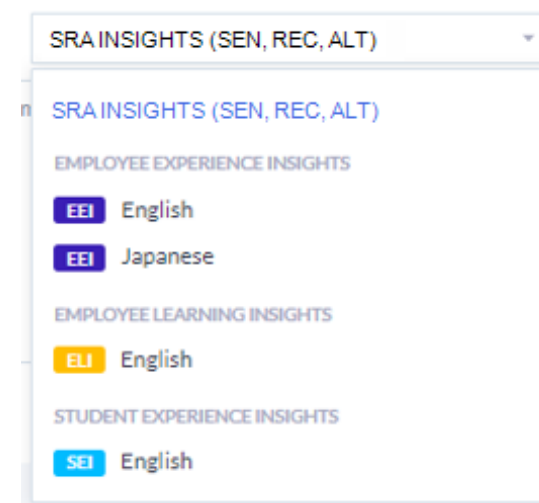 SRA INSIGHTS (SEN, REC, ALT)
n
SRA INSIGHTS (SEN, REC, ALT)
EMPLOYEE EXPERIENCE INSIGHTS
EEI English
EEI Japanese
EMPLOYEE LEARNING INSIGHTS
ELI English
STUDENT EXPERIENCE INSIGHTS
SEI English